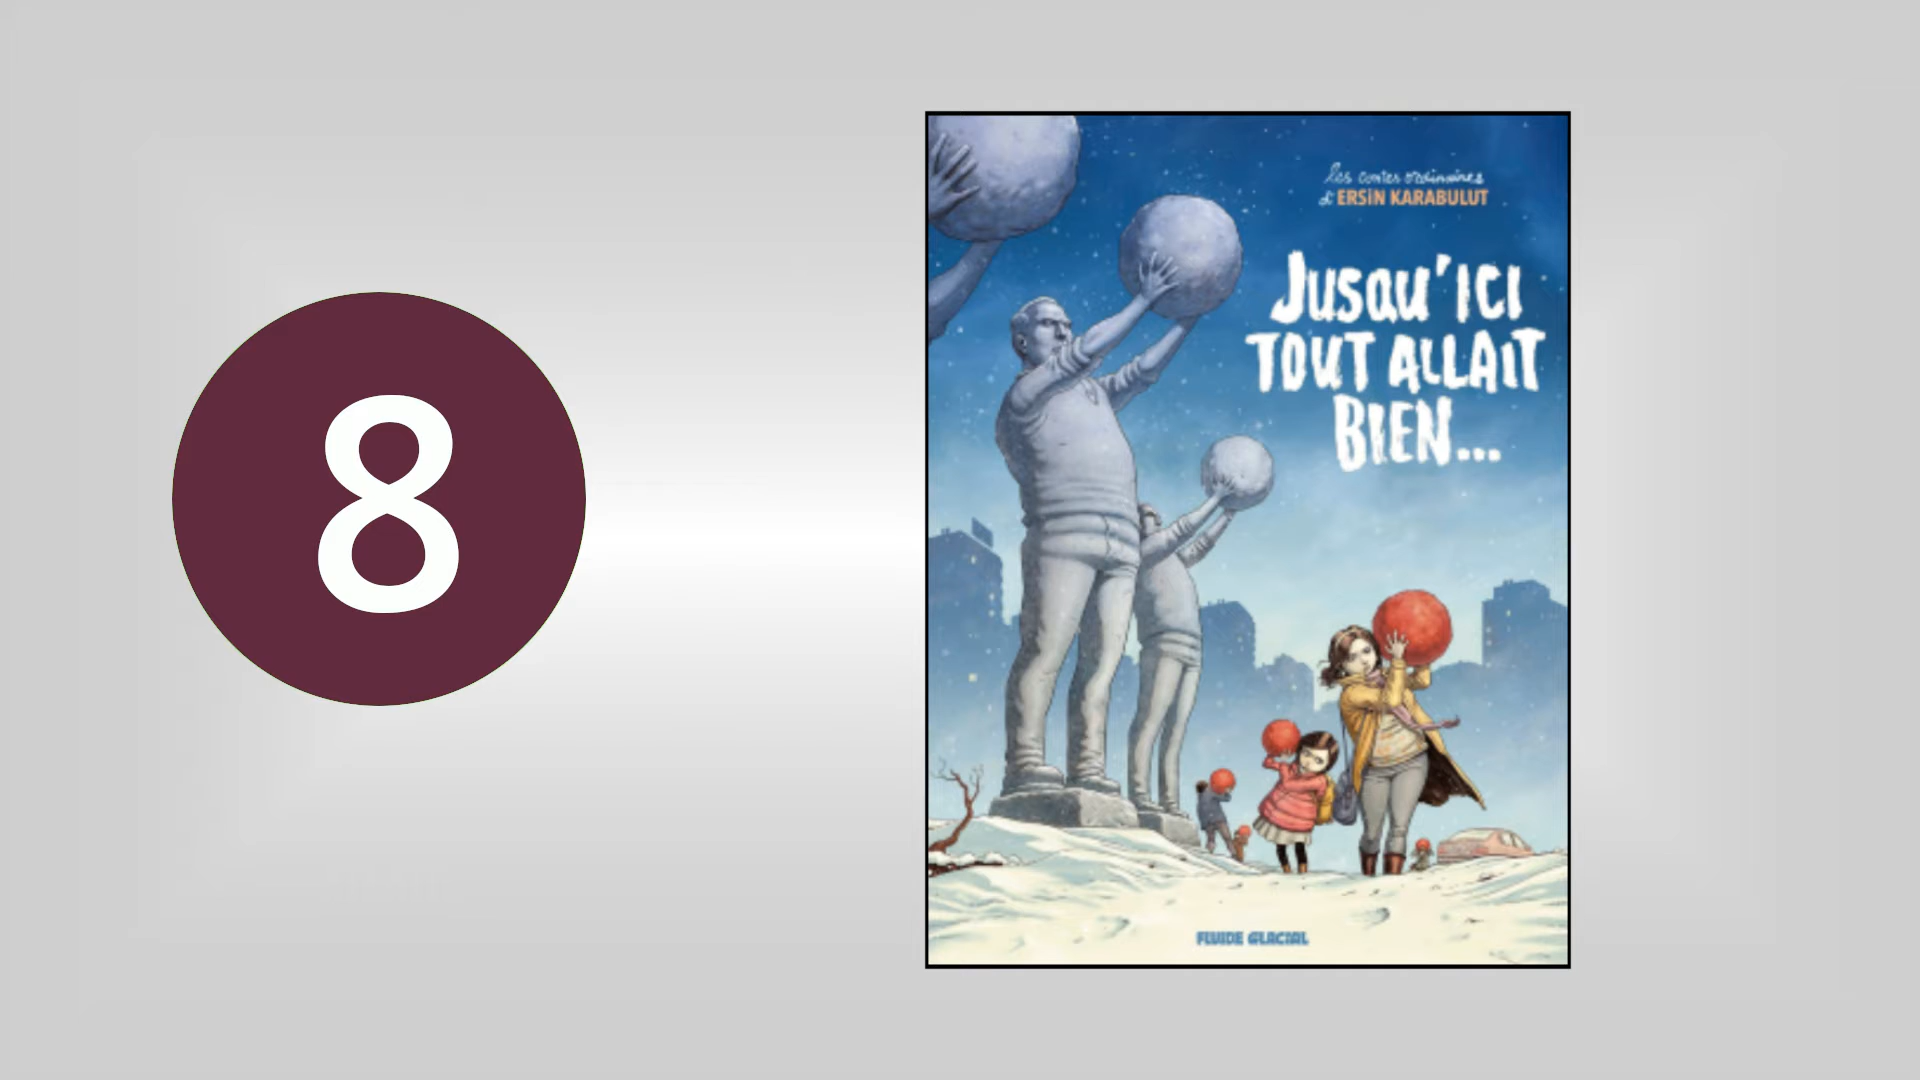 8
les contes ordinaires
d'ERSiN KARABULUT
JUSQU'ICI
TOUT ALLAIT
BIEN...
FLUIDE GLACIAL